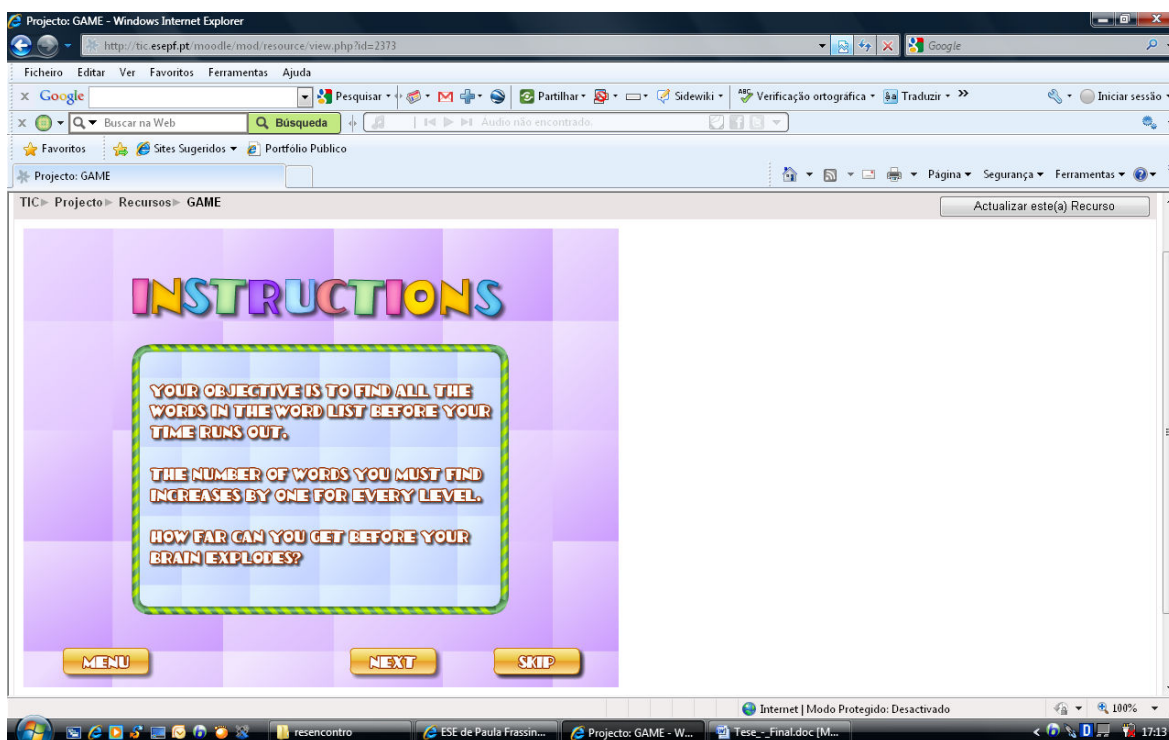 Projecto: GAME - Windows Internet Explorer
http://tic.esepf.pt/moodle/mod/resource/view.php?id=2373
Google
Ficheiro Editar Ver Favoritos Ferramentas Ajuda
x Google Pesquisar Partilhar Sidewiki ABC Verificação ortográfica aa Traduzir » Iniciar sessão
x Buscar na Web Q Búsqueda Audio não encontrado.
Favoritos Sites Sugeridos Portfólio Público
Projecto: GAME Página Segurança Ferramentas
TIC Projecto Recursos GAME Actualizar este(a) Recurso
INSTRUCTIONS
YOUR OBJECTIVE IS TO FIND ALL THE
WORDS IN THE WORD LIST BEFORE YOUR
TIME RUNS OUT.
THE NUMBER OF WORDS YOU MUST FIND
INCREASES BY ONE FOR EVERY LEVEL.
HOW FAR CAN YOU GET BEFORE YOUR
BRAIN EXPLODES?
MENU NEXT SKIP
Internet | Modo Protegido: Desactivado 100%
resencontro ESE de Paula Frassin... Projecto: GAME - W... Tese_-_Final.doc [M... 17:13